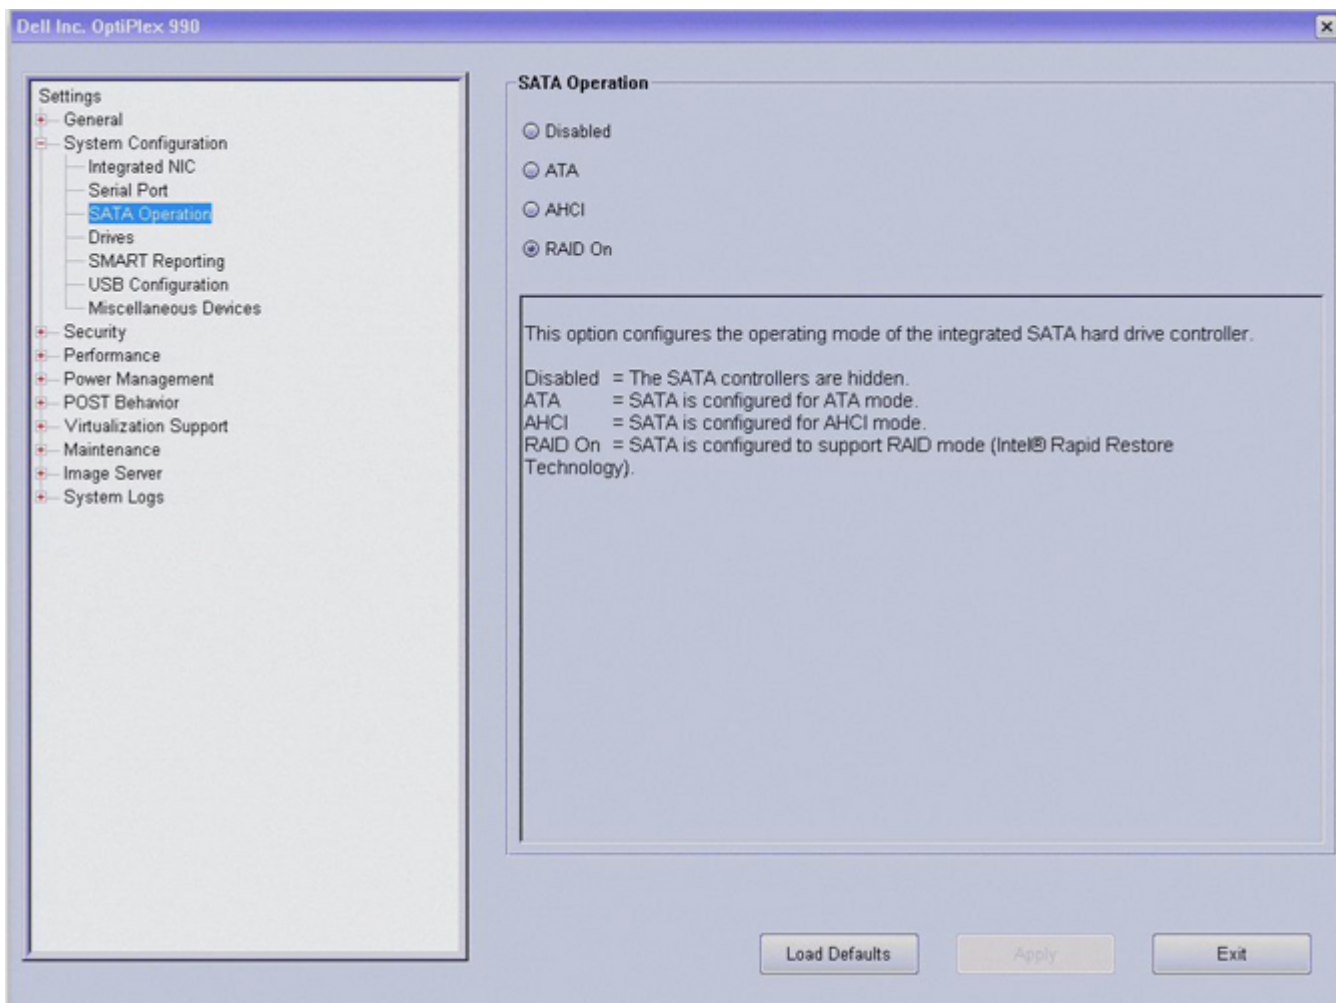 Dell Inc. OptiPlex 990
Settings
General
System Configuration
Integrated NIC
Serial Port
SATA Operation
Drives
SMART Reporting
USB Configuration
Miscellaneous Devices
Security
Performance
Power Management
POST Behavior
Virtualization Support
Maintenance
Image Server
System Logs
SATA Operation
Disabled
ATA
AHCI
RAID On
This option configures the operating mode of the integrated SATA hard drive controller.
Disabled = The SATA controllers are hidden.
ATA = SATA is configured for ATA mode.
AHCI = SATA is configured for AHCI mode.
RAID On = SATA is configured to support RAID mode (Intel® Rapid Restore
Technology).
Load Defaults
Apply
Exit